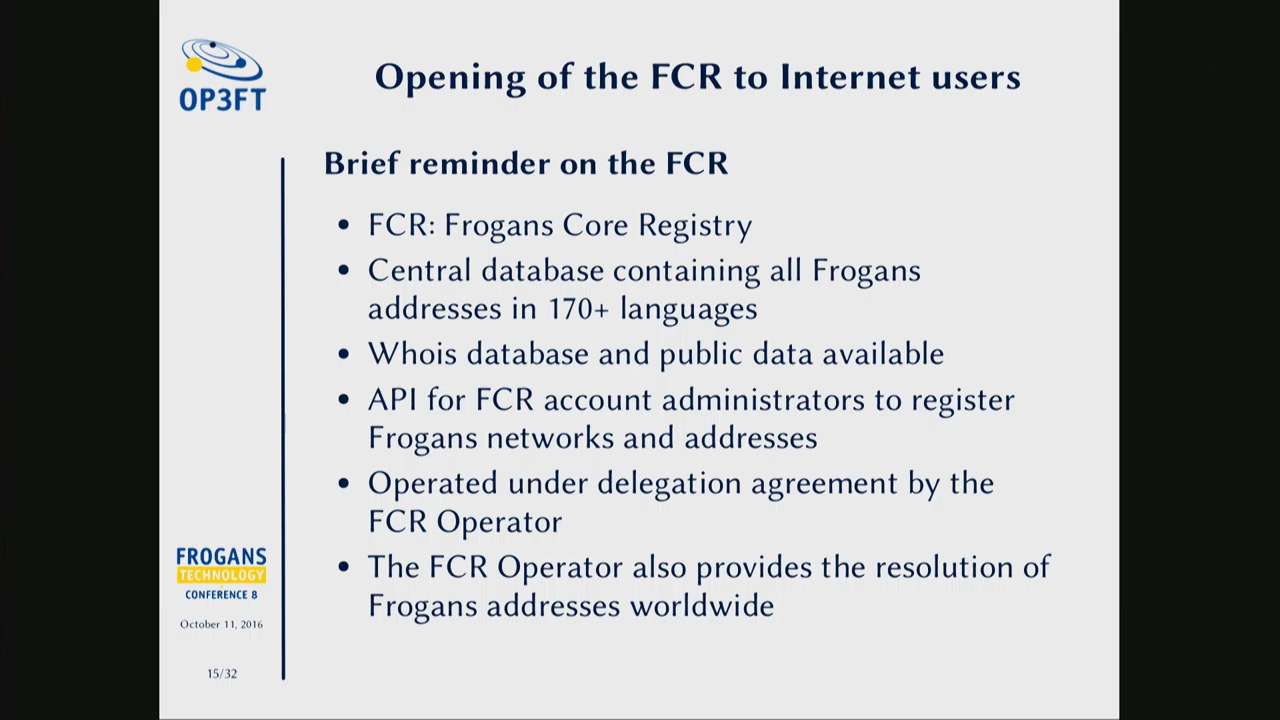 OP3FT
Opening of the FCR to Internet users
Brief reminder on the FCR
• FCR: Frogans Core Registry
• Central database containing all Frogans
addresses in 170+ languages
• Whois database and public data available
• API for FCR account administrators to register
Frogans networks and addresses
• Operated under delegation agreement by the
FCR Operator
• The FCR Operator also provides the resolution of
Frogans addresses worldwide
FROGANS
TECHNOLOGY
CONFERENCE 8
October 11, 2016
15/32